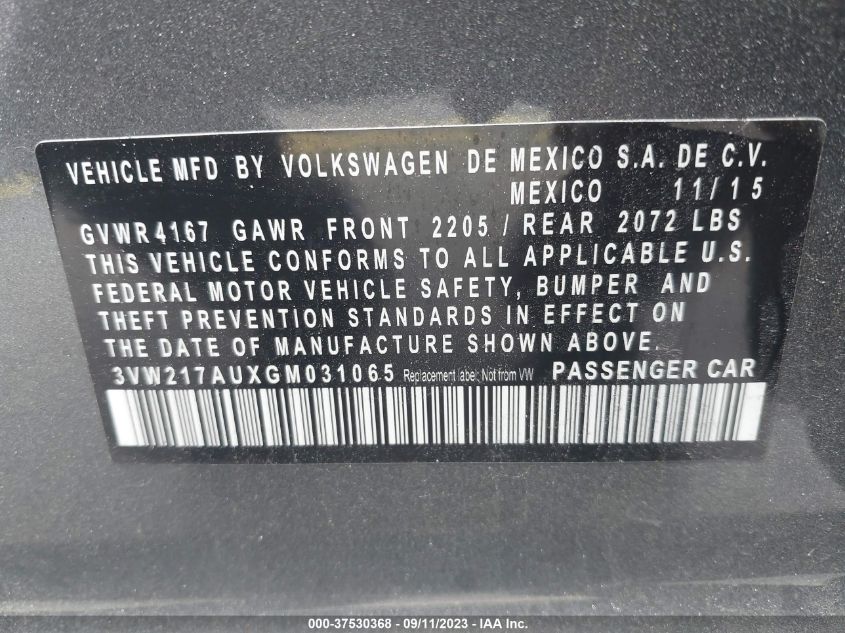 VEHICLE MFD BY VOLKSWAGEN DE MEXICO S.A. DE C.V.
MEXICO 11/15
GVWR4167 GAWR FRONT 2205 / REAR 2072 LBS
THIS VEHICLE CONFORMS TO ALL APPLICABLE U.S.
FEDERAL MOTOR VEHICLE SAFETY, BUMPER AND
THEFT PREVENTION STANDARDS IN EFFECT ON
THE DATE OF MANUFACTURE SHOWN ABOVE.
3VW217AUXGM031065 Replacement label; Not from VW PASSENGER CAR
000-37530368 - 09/11/2023 - IAA Inc.